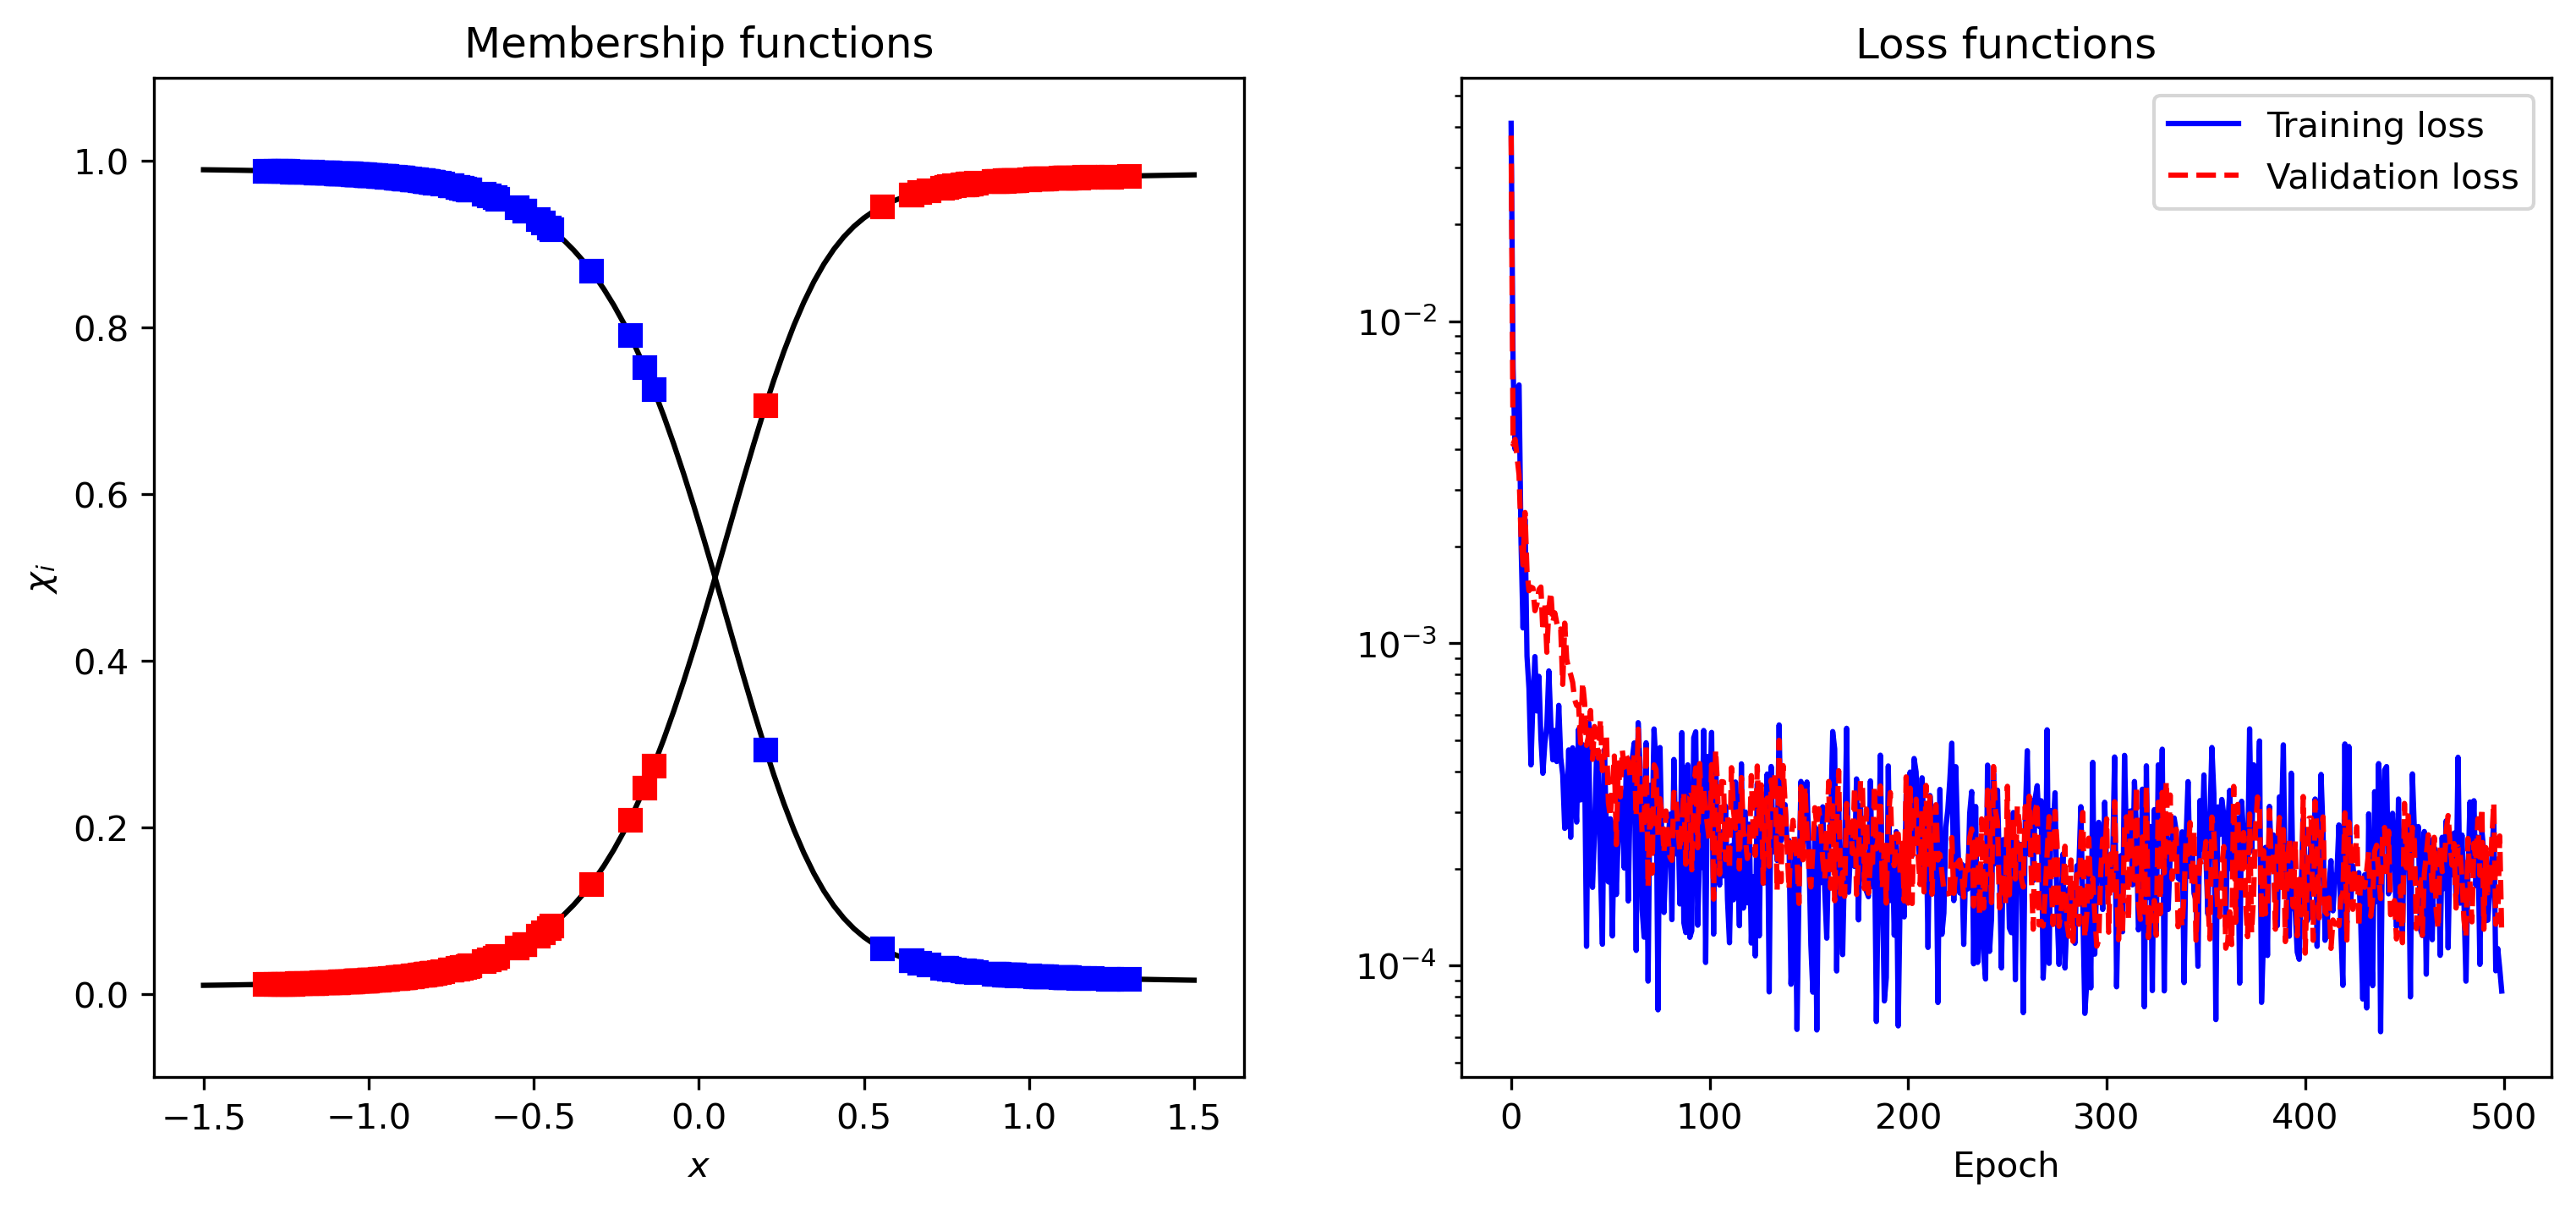 Membership functions
1.0
0.8
0.6
0.4
0.2
0.0
χᵢ
−1.5 −1.0 −0.5 0.0 0.5 1.0 1.5
x
Loss functions
Training loss
Validation loss
10⁻²
10⁻³
10⁻⁴
0 100 200 300 400 500
Epoch